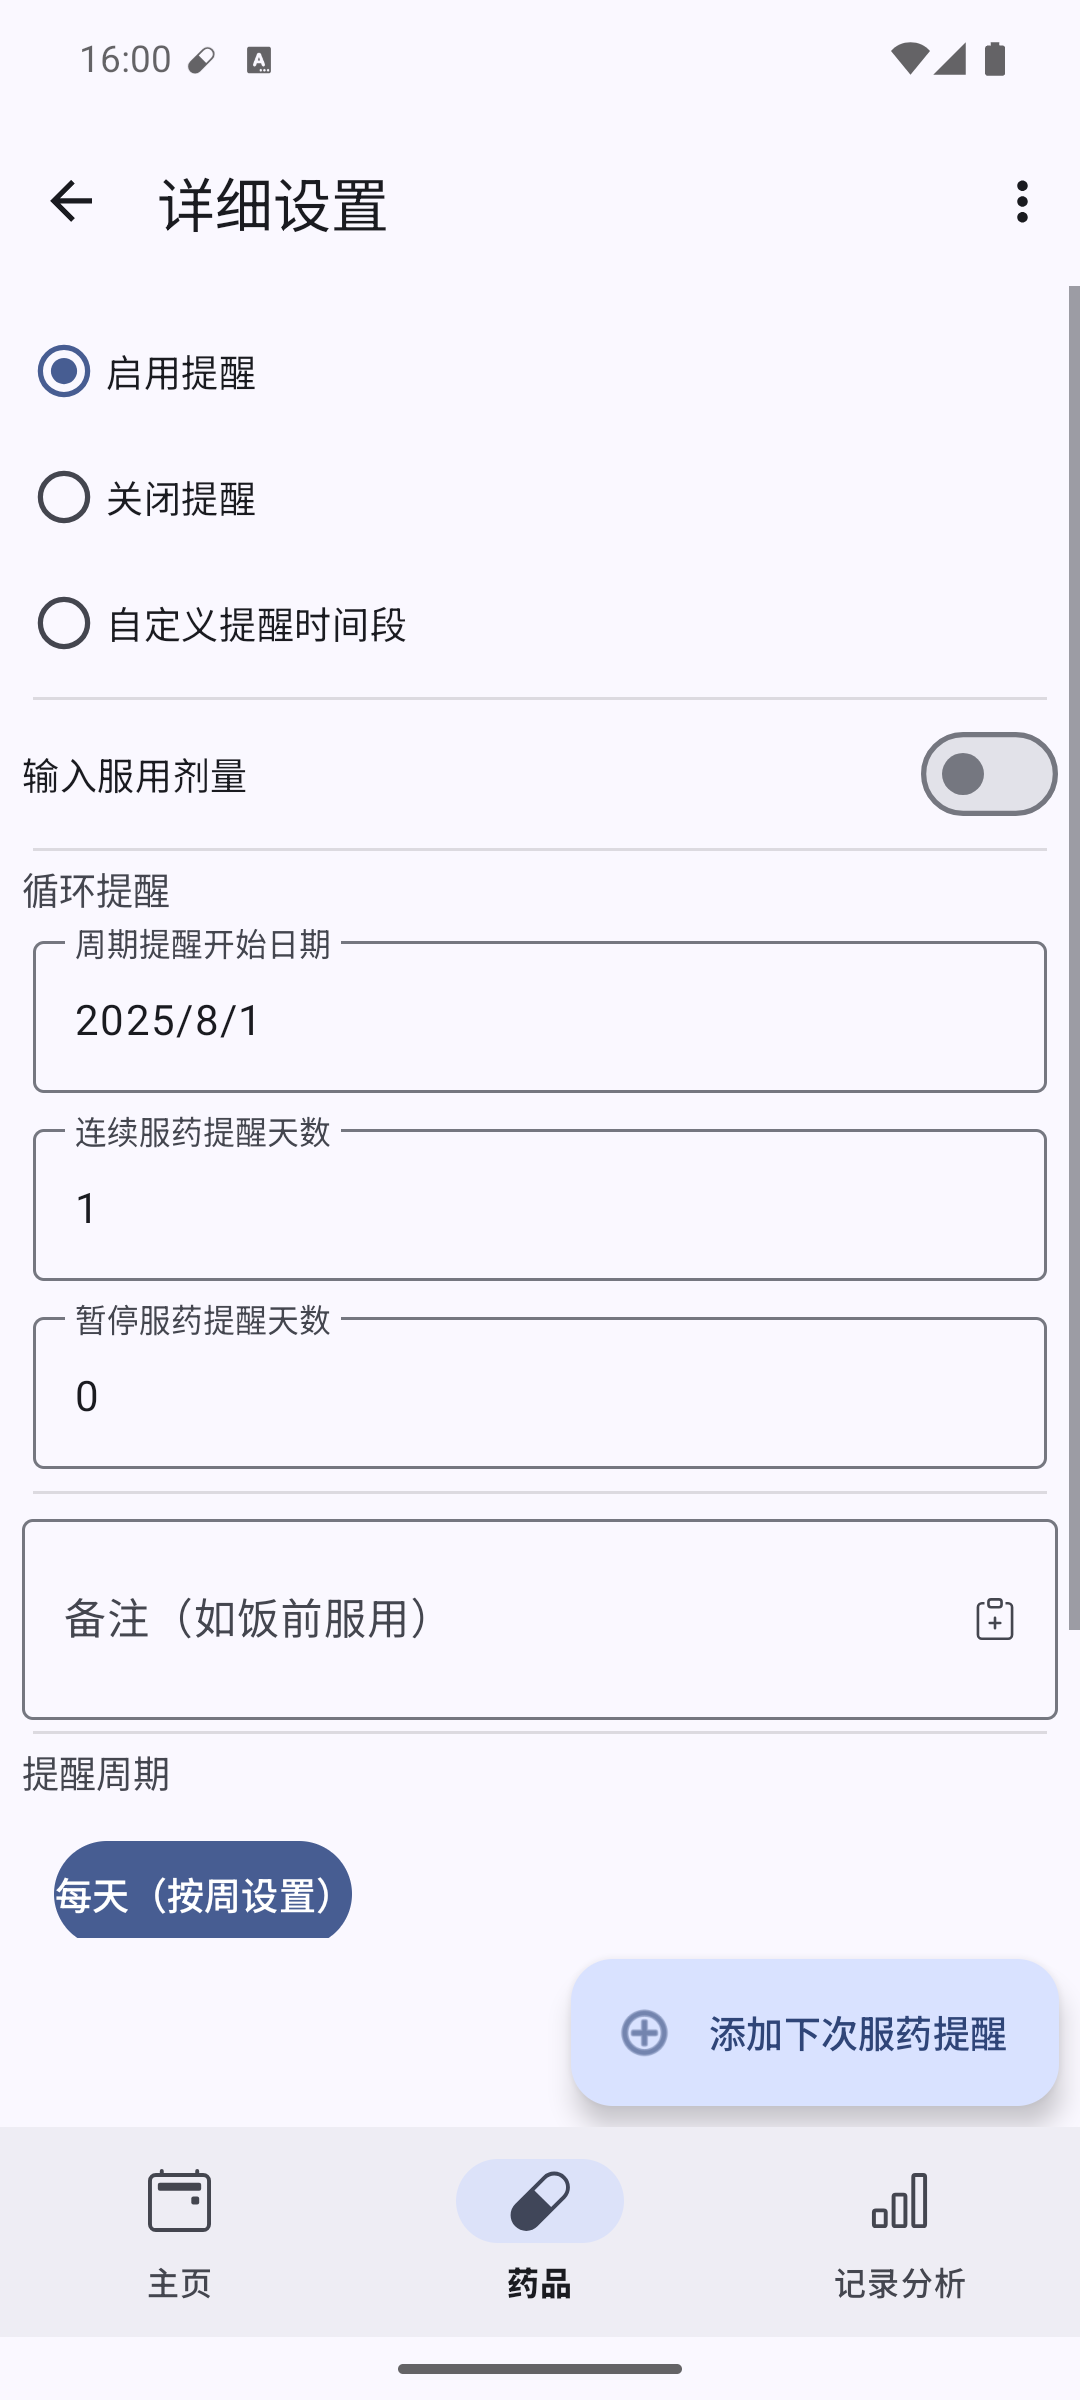 16:00
详细设置
启用提醒
关闭提醒
自定义提醒时间段
输入服用剂量
循环提醒
周期提醒开始日期
2025/8/1
连续服药提醒天数
1
暂停服药提醒天数
0
备注（如饭前服用）
提醒周期
每天（按周设置）
添加下次服药提醒
主页
药品
记录分析